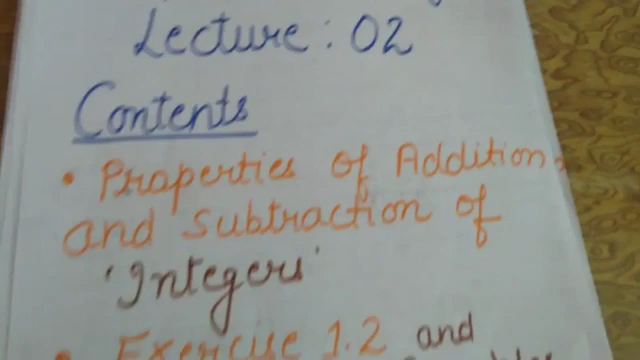 Lecture : 02
Contents
• Properties of Addition
and Subtraction of
'Integers'
• Exercise 1.2 and